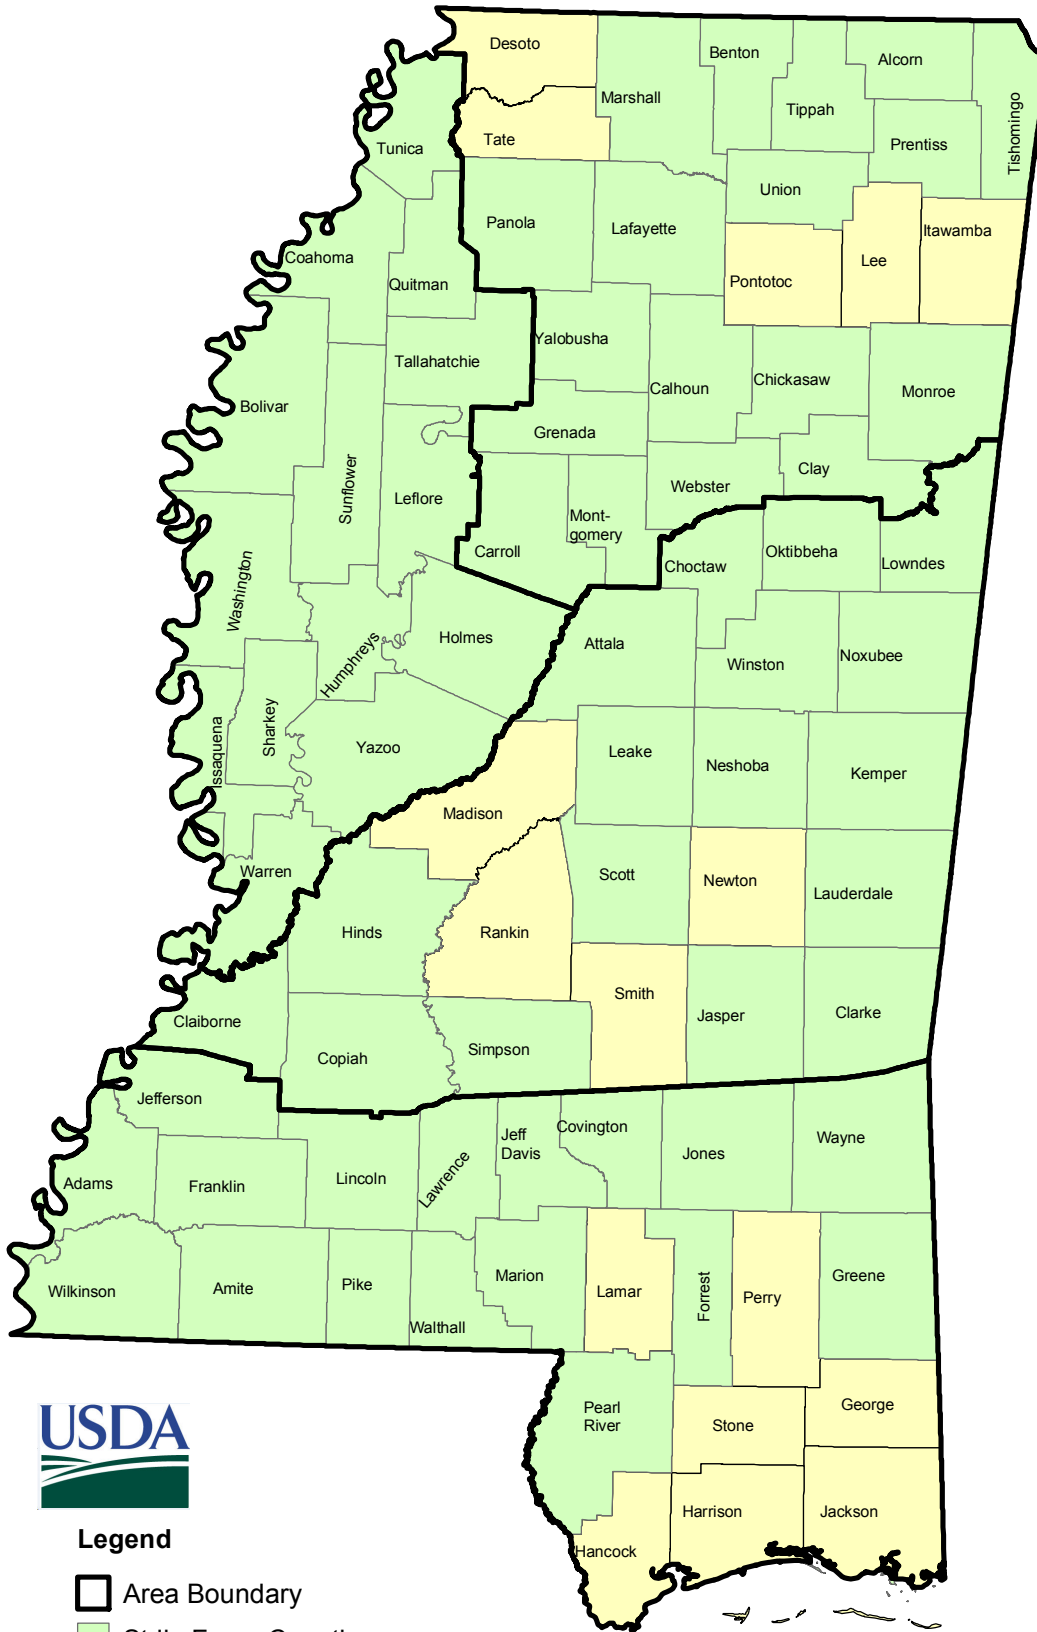 Desoto
Benton
Alcorn
Marshall
Tippah
Tishomingo
Tate
Tunica
Prentiss
Union
Panola
Lafayette
Itawamba
Coahoma
Lee
Quitman
Pontotoc
Yalobusha
Tallahatchie
Chickasaw
Calhoun
Monroe
Bolivar
Grenada
Clay
Sunflower
Webster
Leflore
Mont-
gomery
Carroll
Oktibbeha
Choctaw
Lowndes
Washington
Holmes
Attala
Humphreys
Winston
Noxubee
Sharkey
Issaquena
Yazoo
Leake
Neshoba
Kemper
Madison
Warren
Scott
Newton
Lauderdale
Hinds
Rankin
Smith
Claiborne
Jasper
Clarke
Copiah
Simpson
Jefferson
Covington
Jeff
Davis
Wayne
Jones
Lawrence
Lincoln
Adams
Franklin
Marion
Greene
Wilkinson
Amite
Pike
Lamar
Forrest
Perry
Walthall
Pearl
River
George
Stone
USDA
Harrison
Jackson
Hancock
Legend
Area Boundary